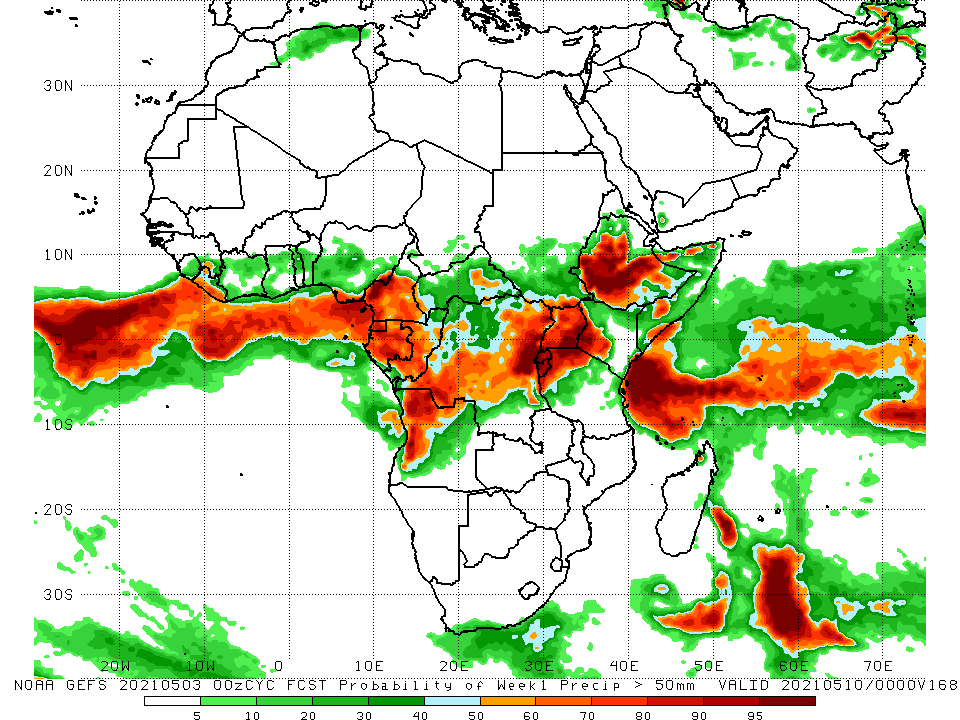 30N
20N
10N
0
10S
20S
30S
20W 10W 0 10E 20E 30E 40E 50E 60E 70E
NOAA GEFS 20210503 00zCYC FCST Probability of Week1 Precip > 50mm VALID 20210510/0000V168
5 10 20 30 40 50 60 70 80 90 95